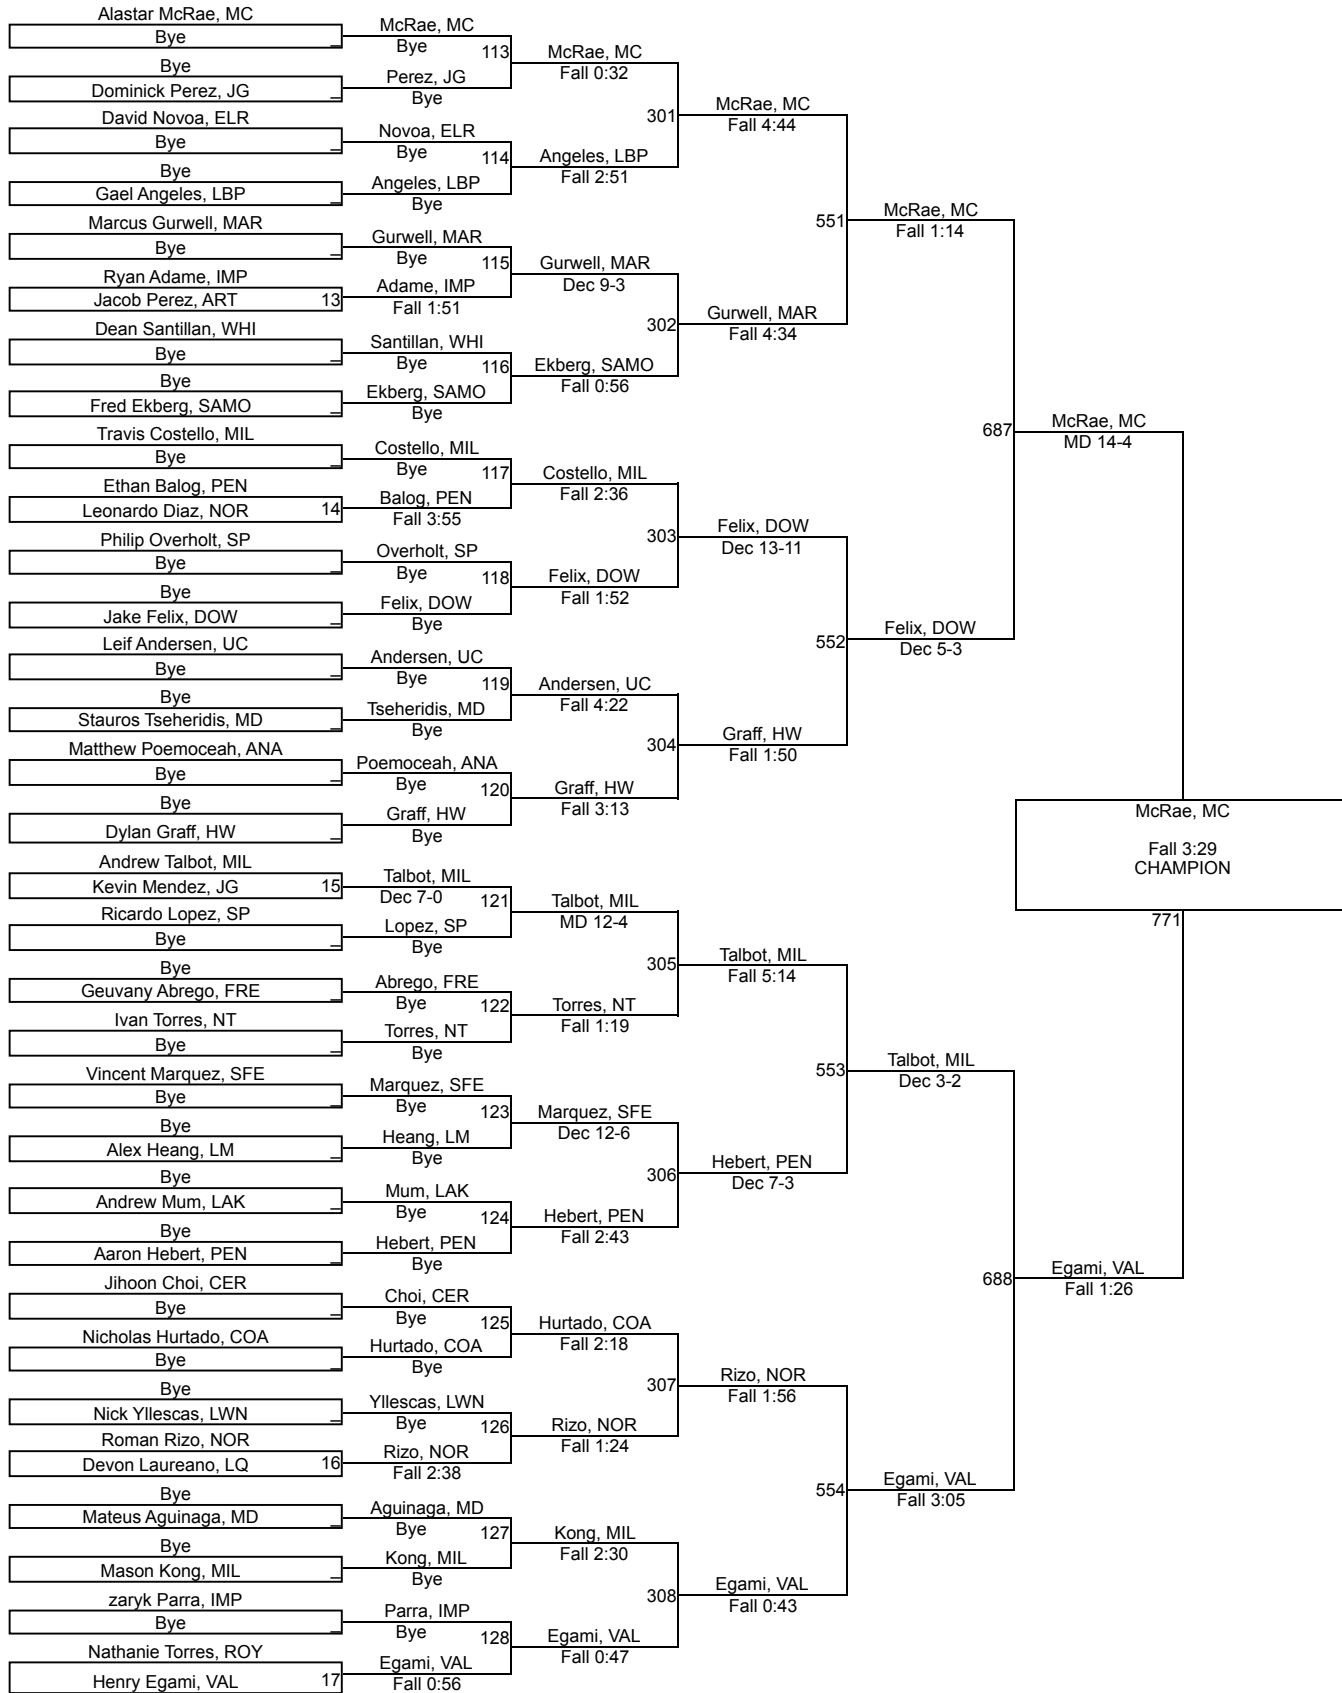 Alastar McRae, MC
Bye _
Bye
Dominick Perez, JG _
David Novoa, ELR
Bye _
Bye
Gael Angeles, LBP _
Marcus Gurwell, MAR
Bye _
Ryan Adame, IMP
Jacob Perez, ART 13
Dean Santillan, WHI
Bye _
Bye
Fred Ekberg, SAMO _
Travis Costello, MIL
Bye _
Ethan Balog, PEN
Leonardo Diaz, NOR 14
Philip Overholt, SP
Bye _
Bye
Jake Felix, DOW _
Leif Andersen, UC
Bye _
Bye
Stauros Tseheridis, MD _
Matthew Poemoceah, ANA
Bye _
Bye
Dylan Graff, HW _
Andrew Talbot, MIL
Kevin Mendez, JG 15
Ricardo Lopez, SP
Bye _
Bye
Geuvany Abrego, FRE _
Ivan Torres, NT
Bye _
Vincent Marquez, SFE
Bye _
Bye
Alex Heang, LM _
Bye
Andrew Mum, LAK _
Bye
Aaron Hebert, PEN _
Jihoon Choi, CER
Bye _
Nicholas Hurtado, COA
Bye _
Bye
Nick Yllescas, LWN _
Roman Rizo, NOR
Devon Laureano, LQ 16
Bye
Mateus Aguinaga, MD _
Bye
Mason Kong, MIL _
zaryk Parra, IMP
Bye _
Nathanie Torres, ROY
Henry Egami, VAL 17
McRae, MC
Bye
113
Perez, JG
Bye
Novoa, ELR
Bye
114
Angeles, LBP
Bye
Gurwell, MAR
Bye
115
Adame, IMP
Fall 1:51
Santillan, WHI
Bye
116
Ekberg, SAMO
Bye
Costello, MIL
Bye
117
Balog, PEN
Fall 3:55
Overholt, SP
Bye
118
Felix, DOW
Bye
Andersen, UC
Bye
119
Tseheridis, MD
Bye
Poemoceah, ANA
Bye
120
Graff, HW
Bye
Talbot, MIL
Dec 7-0
121
Lopez, SP
Bye
Abrego, FRE
Bye
122
Torres, NT
Bye
Marquez, SFE
Bye
123
Heang, LM
Bye
Mum, LAK
Bye
124
Hebert, PEN
Bye
Choi, CER
Bye
125
Hurtado, COA
Bye
Yllescas, LWN
Bye
126
Rizo, NOR
Fall 2:38
Aguinaga, MD
Bye
127
Kong, MIL
Bye
Parra, IMP
Bye
128
Egami, VAL
Fall 0:56
McRae, MC
Fall 0:32
301
Angeles, LBP
Fall 2:51
Gurwell, MAR
Dec 9-3
302
Ekberg, SAMO
Fall 0:56
Costello, MIL
Fall 2:36
303
Felix, DOW
Fall 1:52
Andersen, UC
Fall 4:22
304
Graff, HW
Fall 3:13
Talbot, MIL
MD 12-4
305
Torres, NT
Fall 1:19
Marquez, SFE
Dec 12-6
306
Hebert, PEN
Fall 2:43
Hurtado, COA
Fall 2:18
307
Rizo, NOR
Fall 1:24
Kong, MIL
Fall 2:30
308
Egami, VAL
Fall 0:47
McRae, MC
Fall 4:44
551
Gurwell, MAR
Fall 4:34
Felix, DOW
Dec 13-11
552
Graff, HW
Fall 1:50
Talbot, MIL
Fall 5:14
553
Hebert, PEN
Dec 7-3
Rizo, NOR
Fall 1:56
554
Egami, VAL
Fall 0:43
McRae, MC
Fall 1:14
687
Felix, DOW
Dec 5-3
Talbot, MIL
Dec 3-2
688
Egami, VAL
Fall 3:05
McRae, MC
MD 14-4
Egami, VAL
Fall 1:26
McRae, MC
Fall 3:29
CHAMPION
771